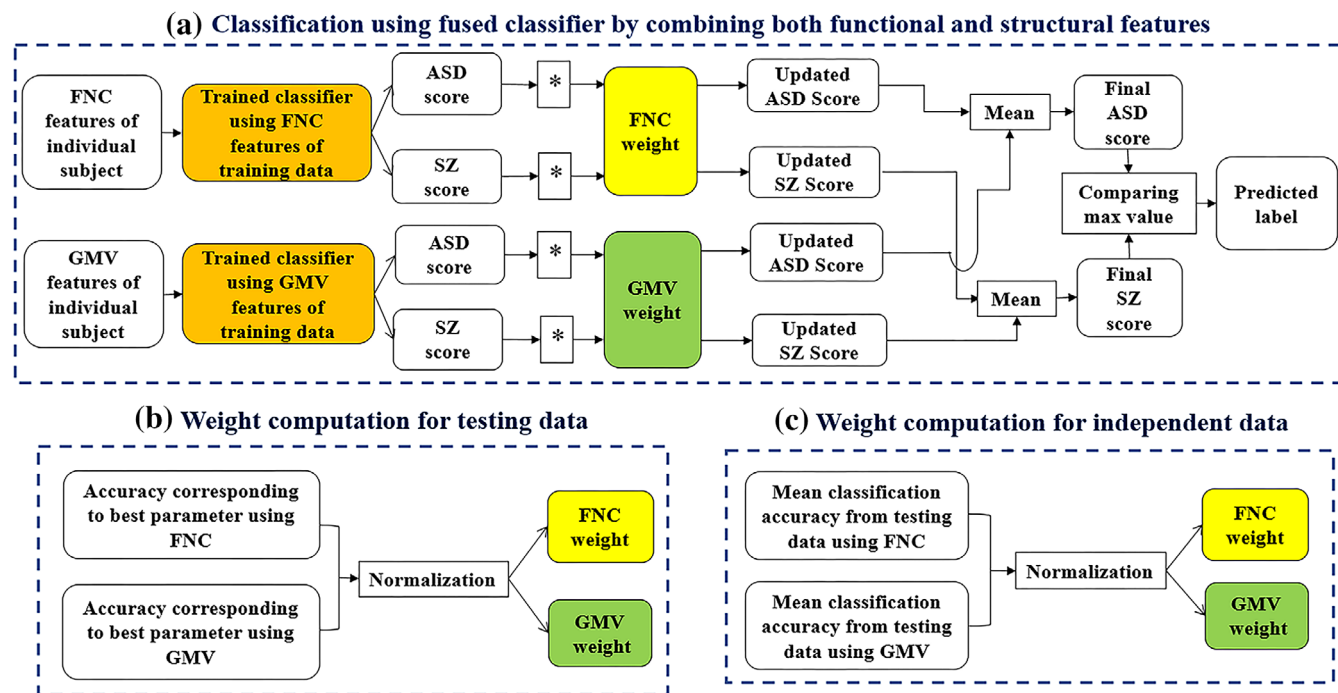 (a) Classification using fused classifier by combining both functional and structural features
FNC
features of
individual
subject
Trained classifier
using FNC
features of
training data
ASD
score
*
SZ
score
*
FNC
weight
Updated
ASD Score
Updated
SZ Score
Mean
Final
ASD
score
Comparing
max value
Predicted
label
GMV
features of
individual
subject
Trained classifier
using GMV
features of
training data
ASD
score
*
SZ
score
*
GMV
weight
Updated
ASD Score
Updated
SZ Score
Mean
Final
SZ
score
(b) Weight computation for testing data
Accuracy corresponding
to best parameter using
FNC
Accuracy corresponding
to best parameter using
GMV
Normalization
FNC
weight
GMV
weight
(c) Weight computation for independent data
Mean classification
accuracy from testing
data using FNC
Mean classification
accuracy from testing
data using GMV
Normalization
FNC
weight
GMV
weight